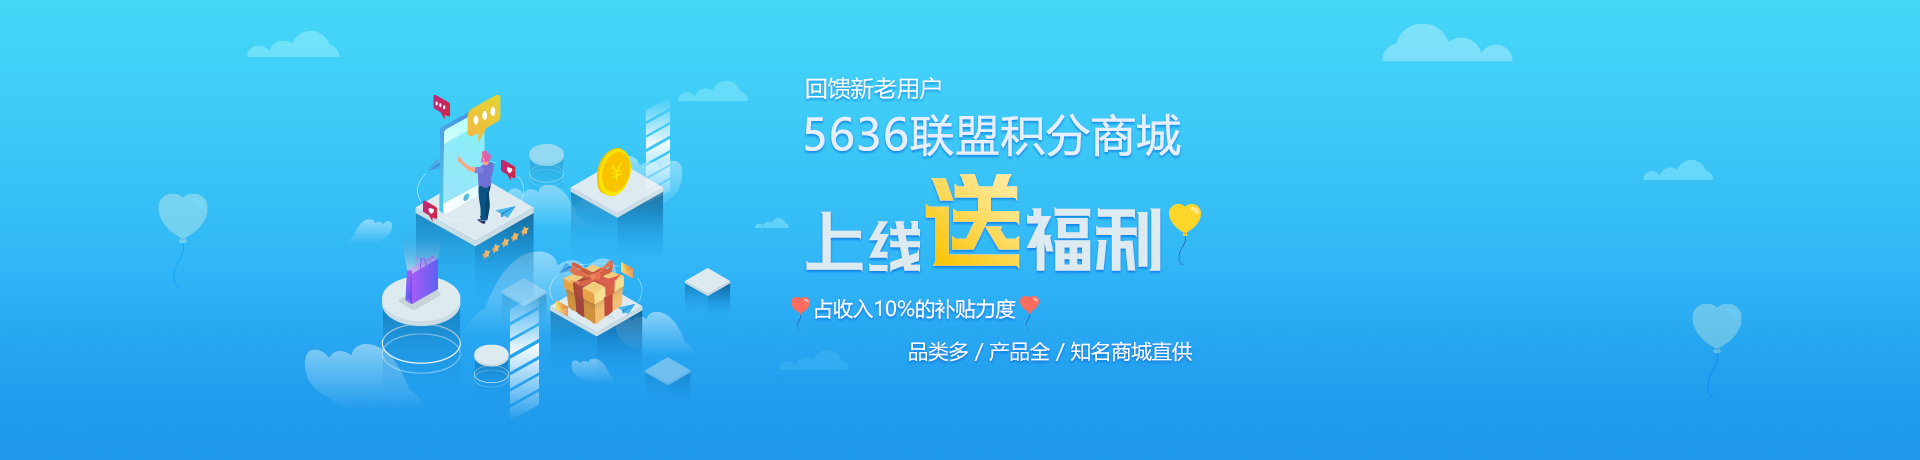 回馈新老用户
5636联盟积分商城
上线送福利
占收入10%的补贴力度
品类多 / 产品全 / 知名商城直供
¥